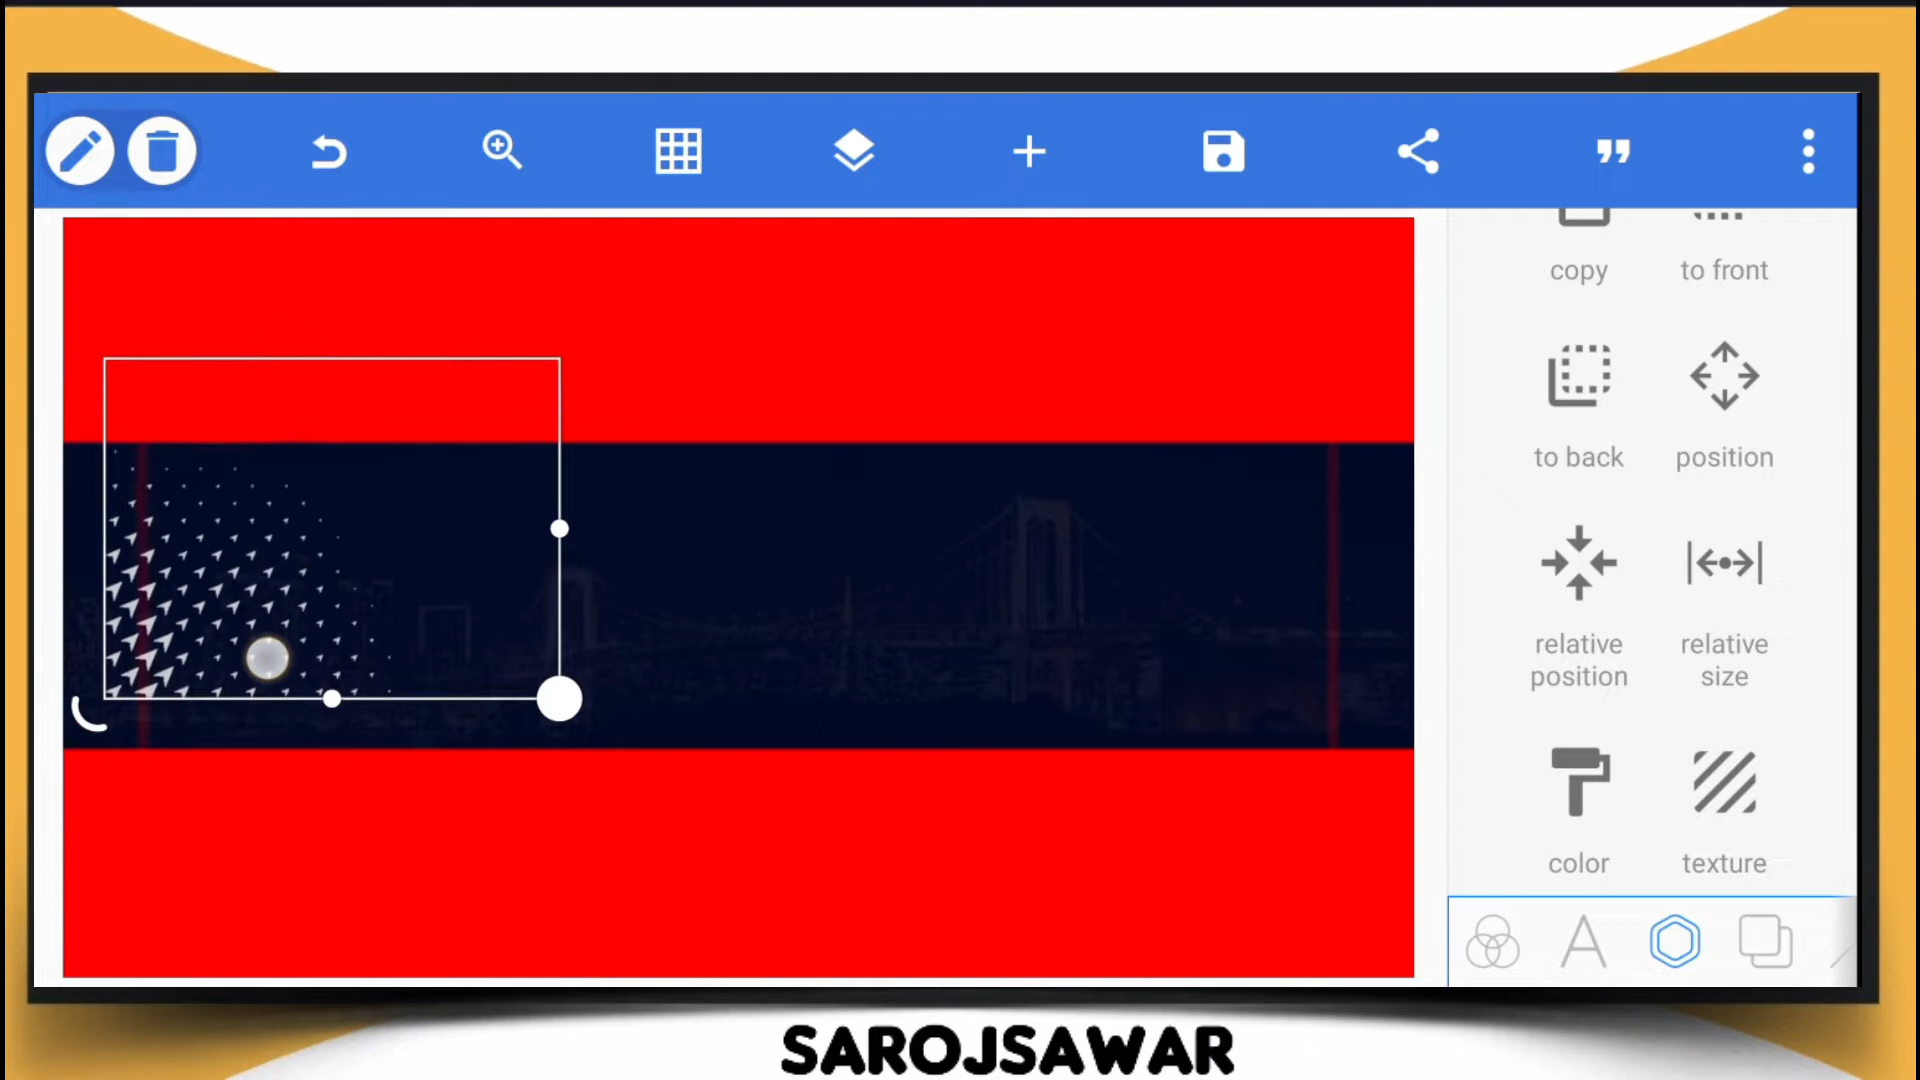 copy
to front
to back
position
relative
position
relative
size
color
texture
SAROJSAWAR